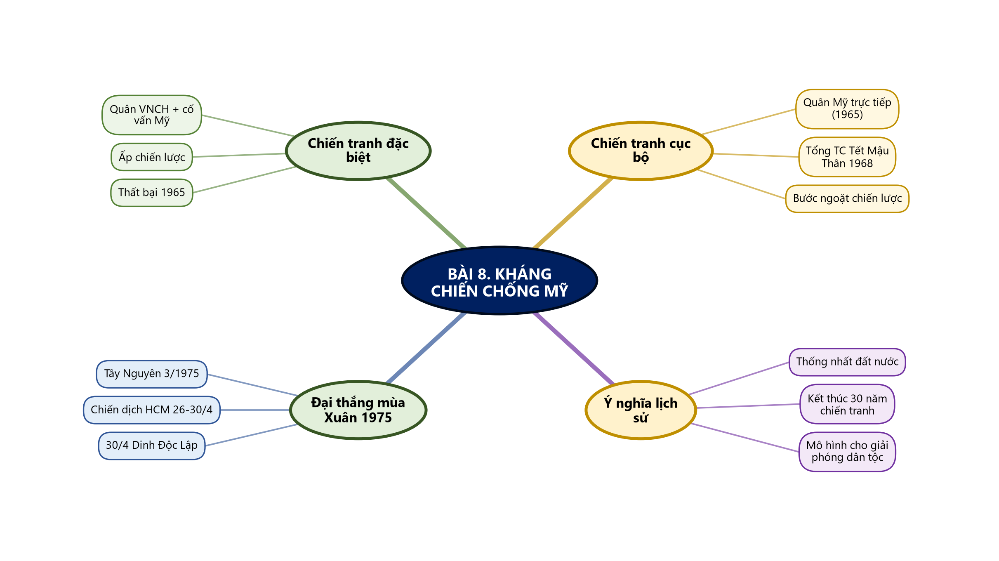 BÀI 8. KHÁNG
CHIẾN CHỐNG MỸ
Chiến tranh đặc
biệt
Quân VNCH + cố
vấn Mỹ
Ấp chiến lược
Thất bại 1965
Chiến tranh cục
bộ
Quân Mỹ trực tiếp
(1965)
Tổng TC Tết Mậu
Thân 1968
Bước ngoặt chiến lược
Đại thắng mùa
Xuân 1975
Tây Nguyên 3/1975
Chiến dịch HCM 26-30/4
30/4 Dinh Độc Lập
Ý nghĩa lịch
sử
Thống nhất đất nước
Kết thúc 30 năm
chiến tranh
Mô hình cho giải
phóng dân tộc